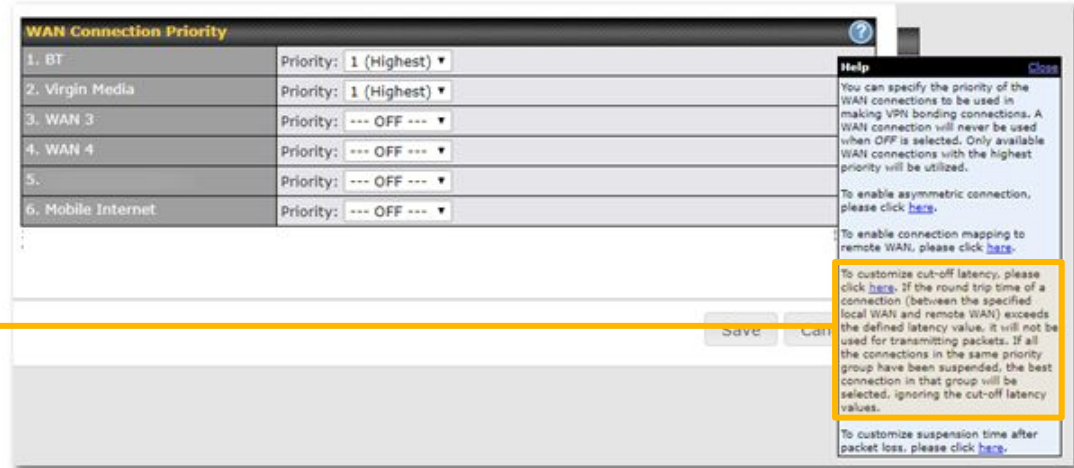 WAN Connection Priority
1. BT Priority: 1 (Highest)
2. Virgin Media Priority: 1 (Highest)
3. WAN 3 Priority: --- OFF ---
4. WAN 4 Priority: --- OFF ---
5. Priority: --- OFF ---
6. Mobile Internet Priority: --- OFF ---
Save Can
Help Close
You can specify the priority of the
WAN connections to be used in
making VPN bonding connections. A
WAN connection will never be used
when OFF is selected. Only available
WAN connections with the highest
priority will be utilized.
To enable asymmetric connection,
please click here.
To enable connection mapping to
remote WAN, please click here.
To customize cut-off latency, please
click here. If the round trip time of a
connection (between the specified
local WAN and remote WAN) exceeds
the defined latency value, it will not be
used for transmitting packets. If all
the connections in the same priority
group have been suspended, the best
connection in that group will be
selected, ignoring the cut-off latency
values.
To customize suspension time after
packet loss, please click here.